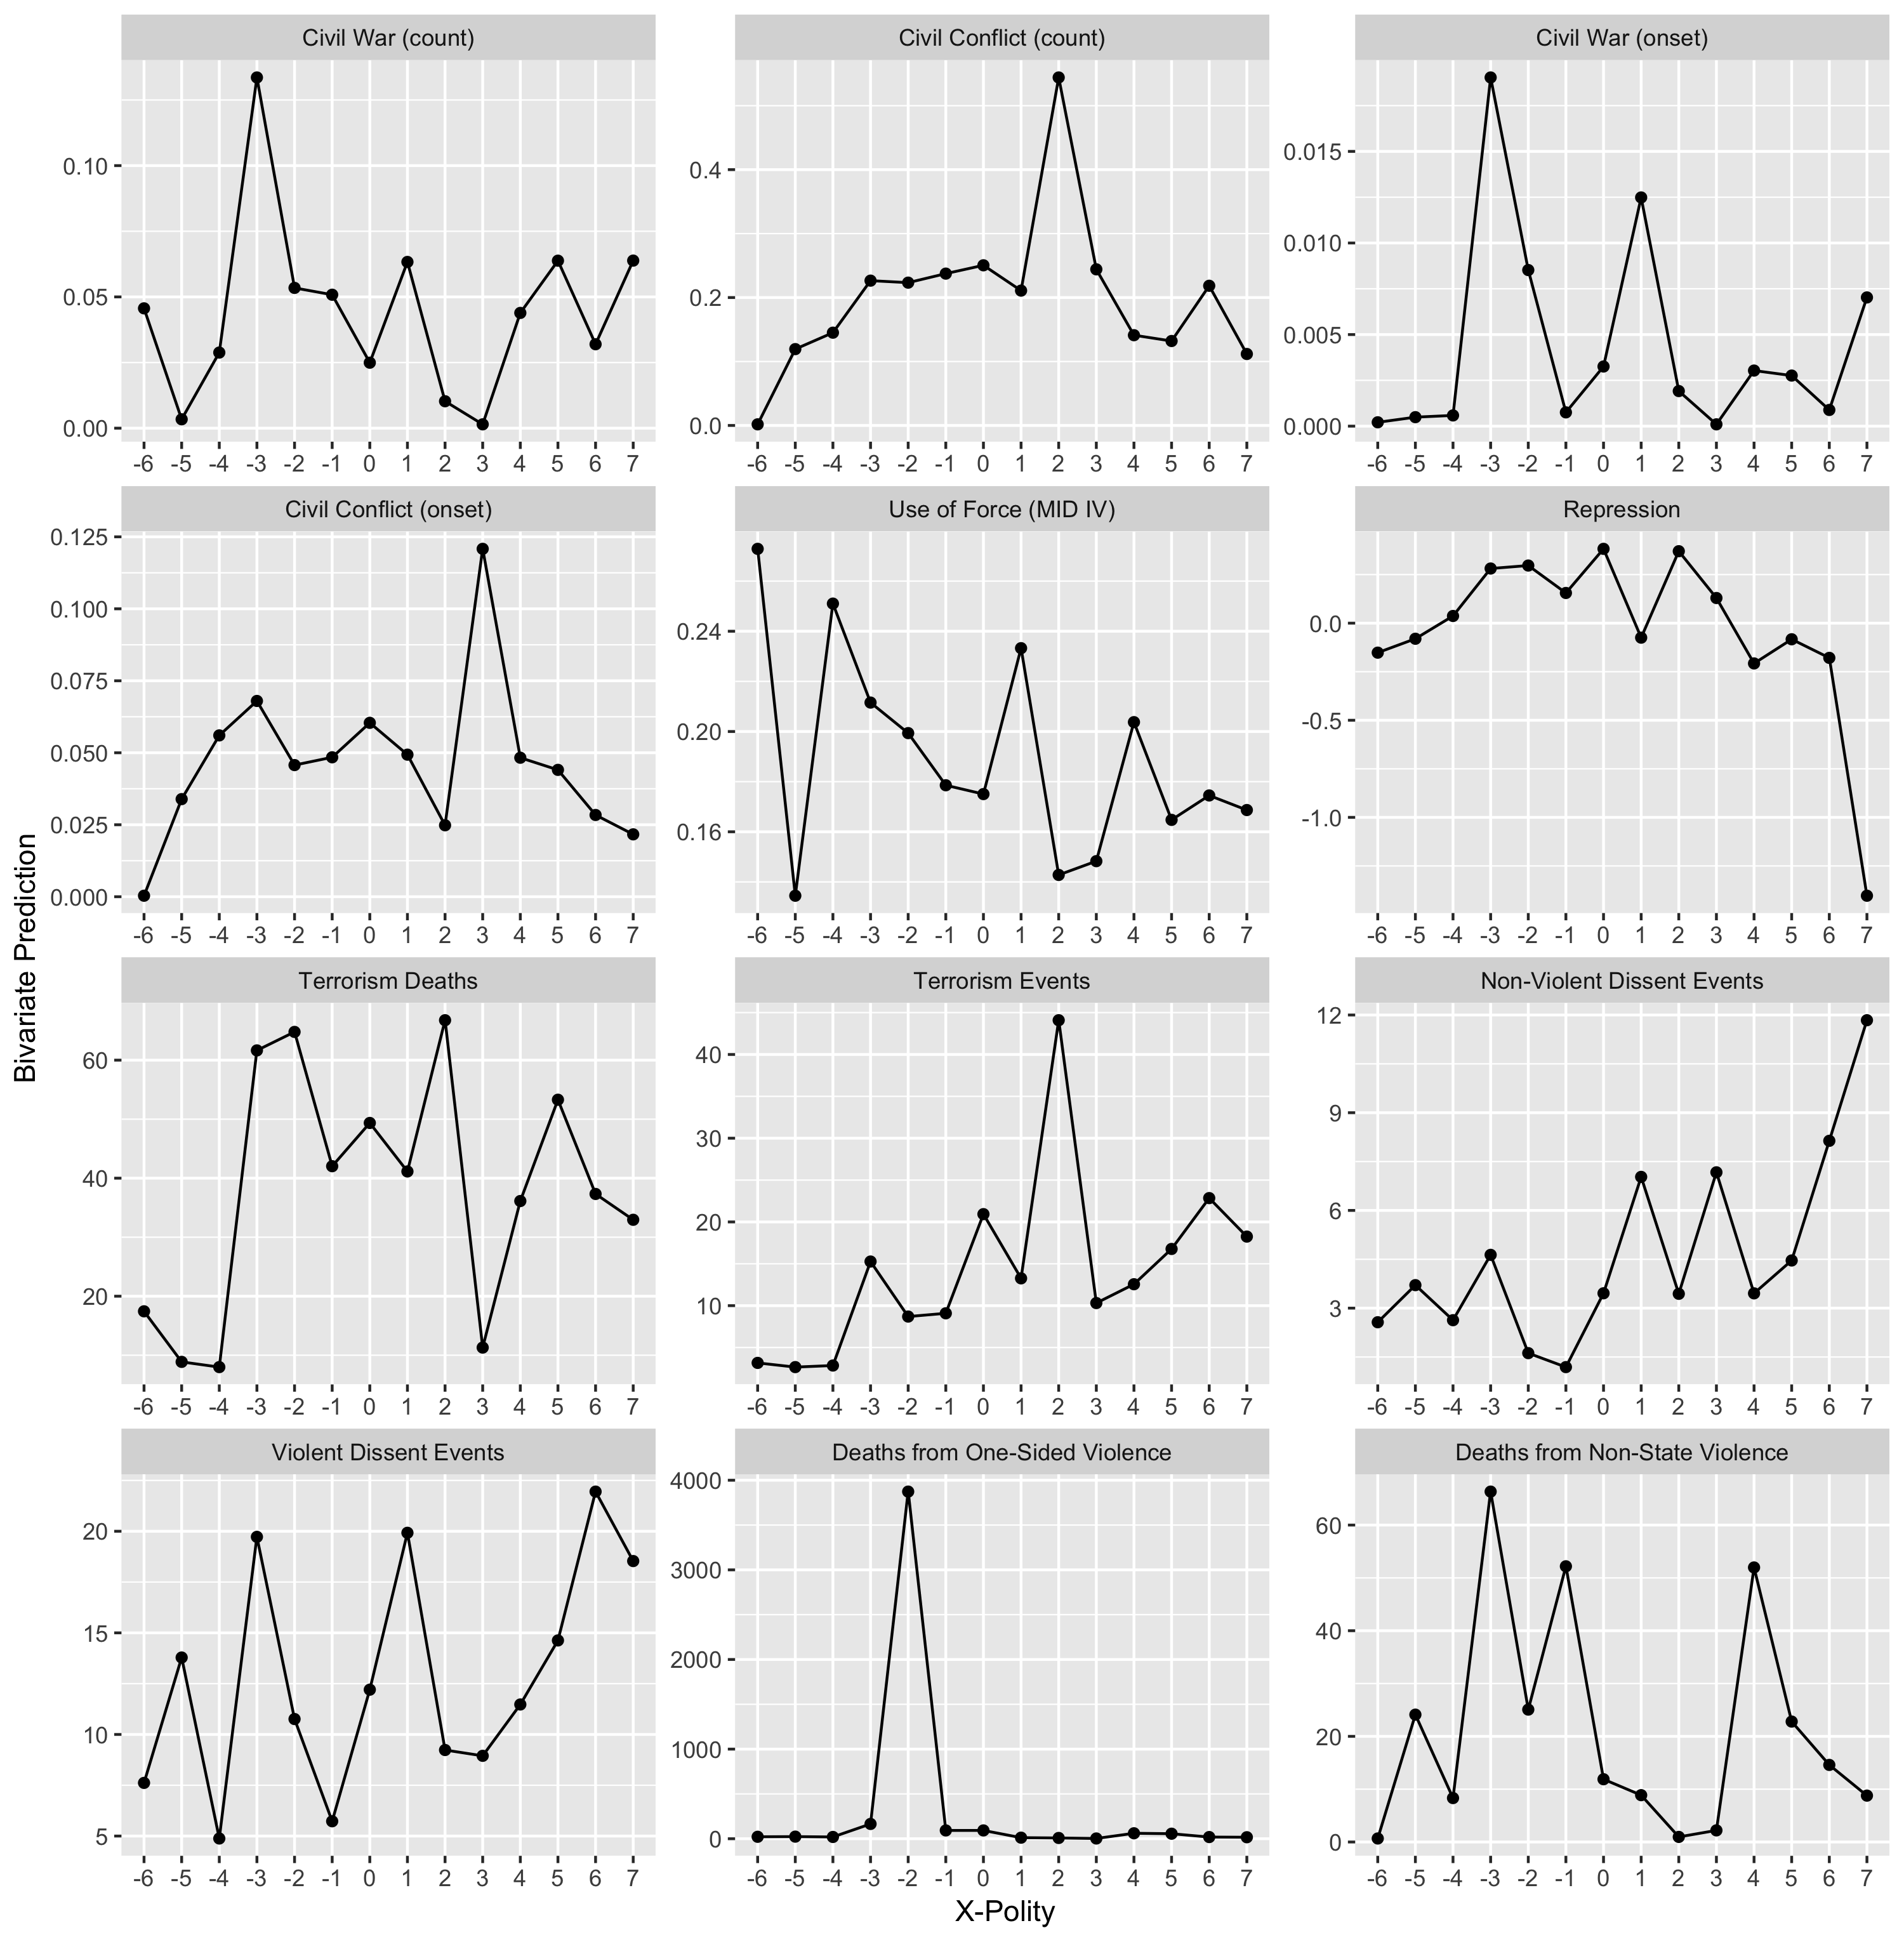 Civil War (count)
Civil Conflict (count)
Civil War (onset)
0.10
0.05
0.00
0.4
0.2
0.0
0.015
0.010
0.005
0.000
-6 -5 -4 -3 -2 -1 0 1 2 3 4 5 6 7
-6 -5 -4 -3 -2 -1 0 1 2 3 4 5 6 7
-6 -5 -4 -3 -2 -1 0 1 2 3 4 5 6 7
Civil Conflict (onset)
Use of Force (MID IV)
Repression
0.125
0.100
0.075
0.050
0.025
0.000
0.24
0.20
0.16
0.0
-0.5
-1.0
-6 -5 -4 -3 -2 -1 0 1 2 3 4 5 6 7
-6 -5 -4 -3 -2 -1 0 1 2 3 4 5 6 7
-6 -5 -4 -3 -2 -1 0 1 2 3 4 5 6 7
Bivariate Prediction
Terrorism Deaths
Terrorism Events
Non-Violent Dissent Events
60
40
20
40
30
20
10
12
9
6
3
-6 -5 -4 -3 -2 -1 0 1 2 3 4 5 6 7
-6 -5 -4 -3 -2 -1 0 1 2 3 4 5 6 7
-6 -5 -4 -3 -2 -1 0 1 2 3 4 5 6 7
Violent Dissent Events
Deaths from One-Sided Violence
Deaths from Non-State Violence
20
15
10
5
4000
3000
2000
1000
0
60
40
20
0
-6 -5 -4 -3 -2 -1 0 1 2 3 4 5 6 7
-6 -5 -4 -3 -2 -1 0 1 2 3 4 5 6 7
-6 -5 -4 -3 -2 -1 0 1 2 3 4 5 6 7
X-Polity